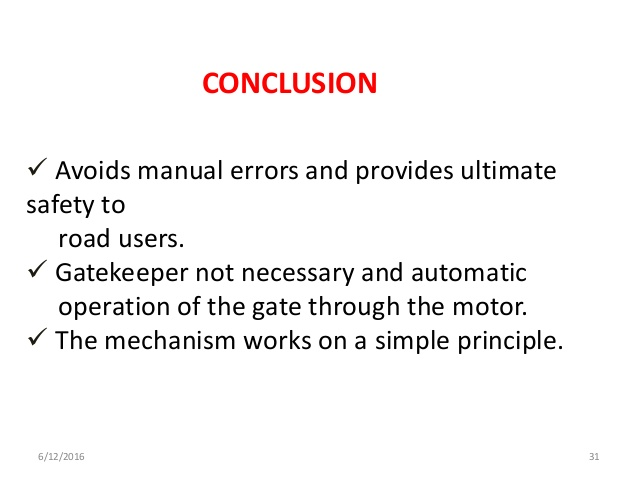 CONCLUSION
✓ Avoids manual errors and provides ultimate
safety to
road users.
✓ Gatekeeper not necessary and automatic
operation of the gate through the motor.
✓ The mechanism works on a simple principle.
6/12/2016 31